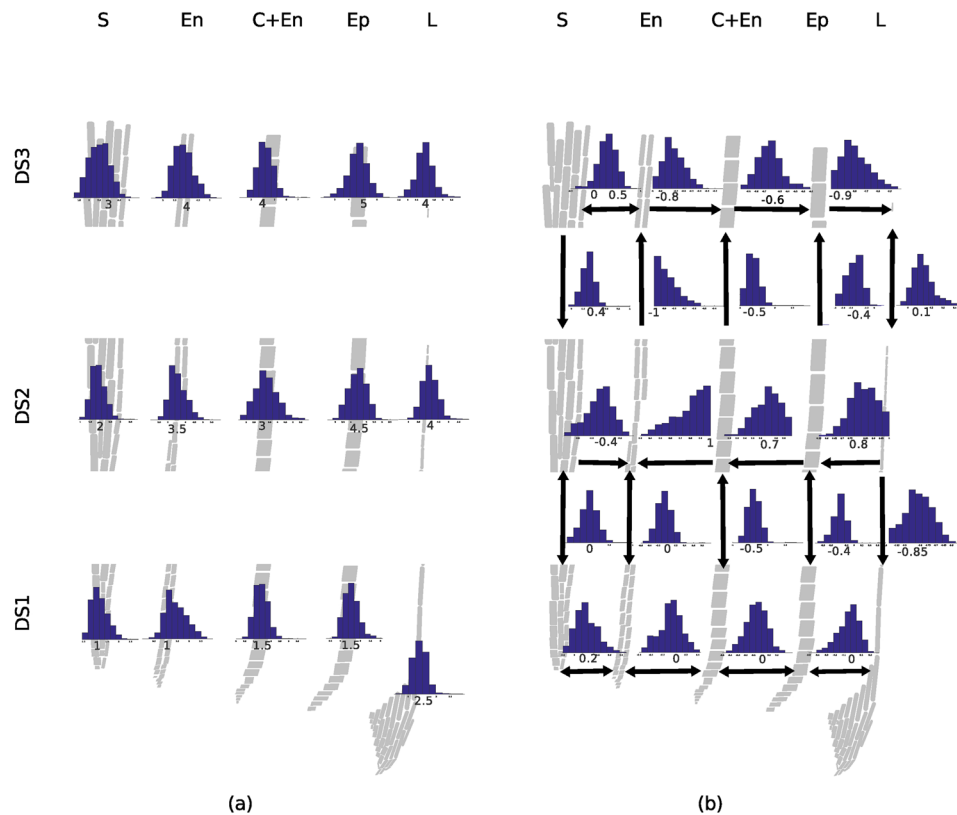 S En C+En Ep L
S En C+En Ep L
DS3
3 4 4 5 4
0 0.5 -0.8 -0.6 -0.9
0.4 -1 -0.5 -0.4 0.1
DS2
2 3.5 3 4.5 4
-0.4 1 0.7 0.8
0 0 -0.5 -0.4 -0.85
DS1
1 1 1.5 1.5 2.5
0.2 0 0 0
(a) (b)